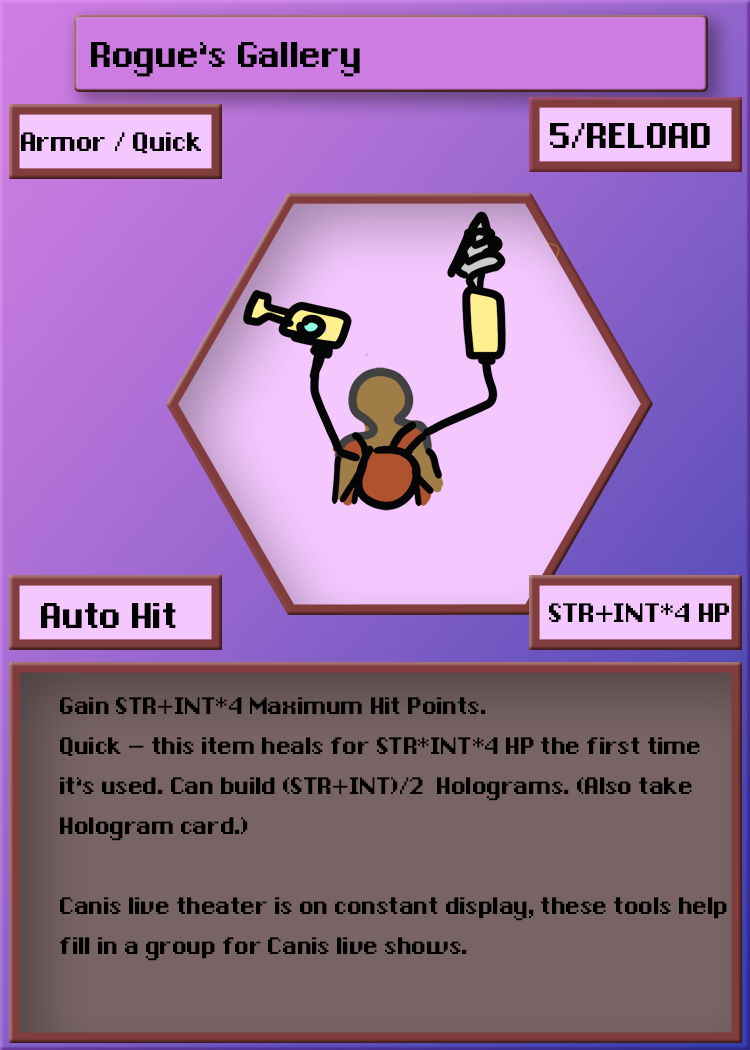 Rogue's Gallery
Armor / Quick
5/RELOAD
Auto Hit
STR+INT*4 HP
Gain STR+INT*4 Maximum Hit Points.
Quick – this item heals for STR*INT*4 HP the first time
it's used. Can build (STR+INT)/2 Holograms. (Also take
Hologram card.)
Canis live theater is on constant display, these tools help
fill in a group for Canis live shows.